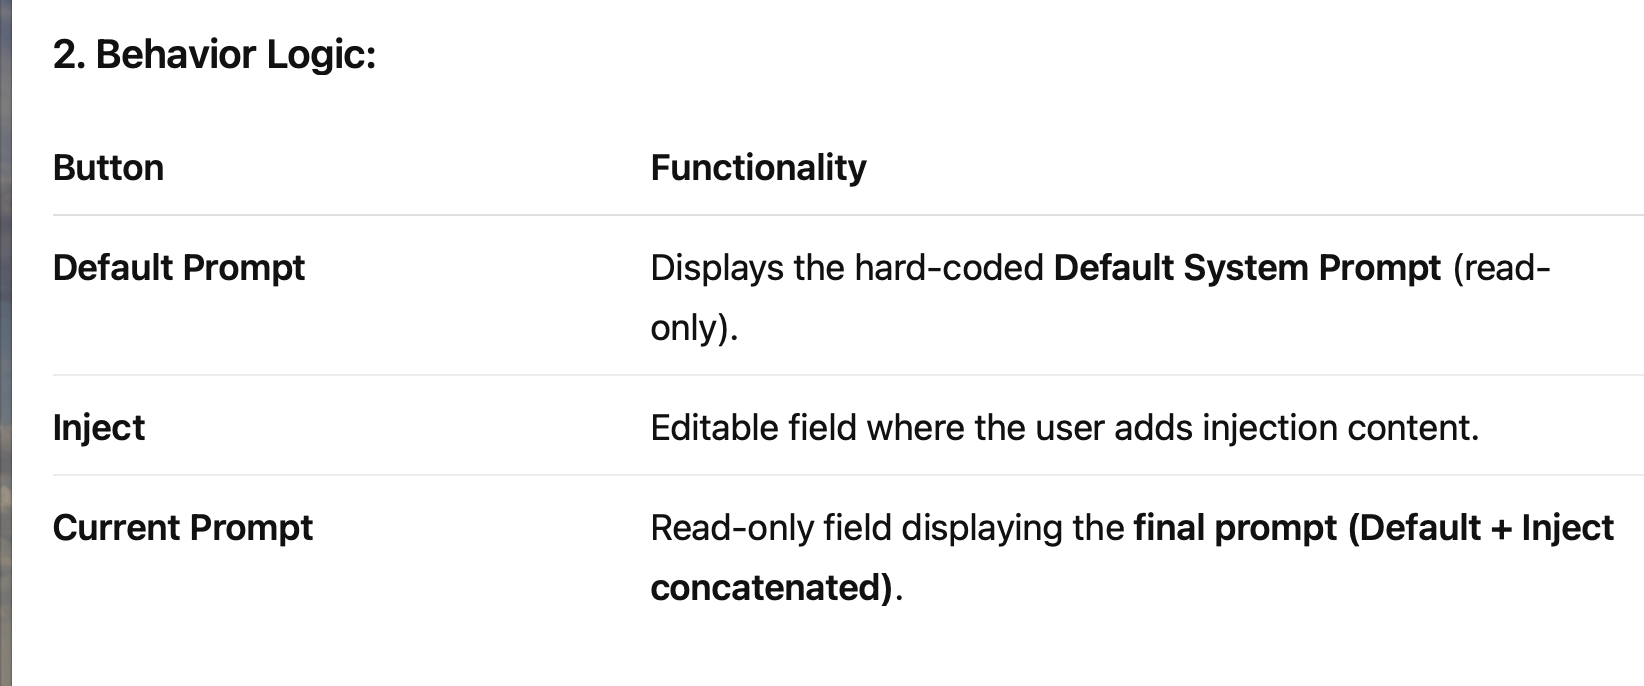 2. Behavior Logic:
Button Functionality
Default Prompt Displays the hard-coded Default System Prompt (read-
only).
Inject Editable field where the user adds injection content.
Current Prompt Read-only field displaying the final prompt (Default + Inject
concatenated).